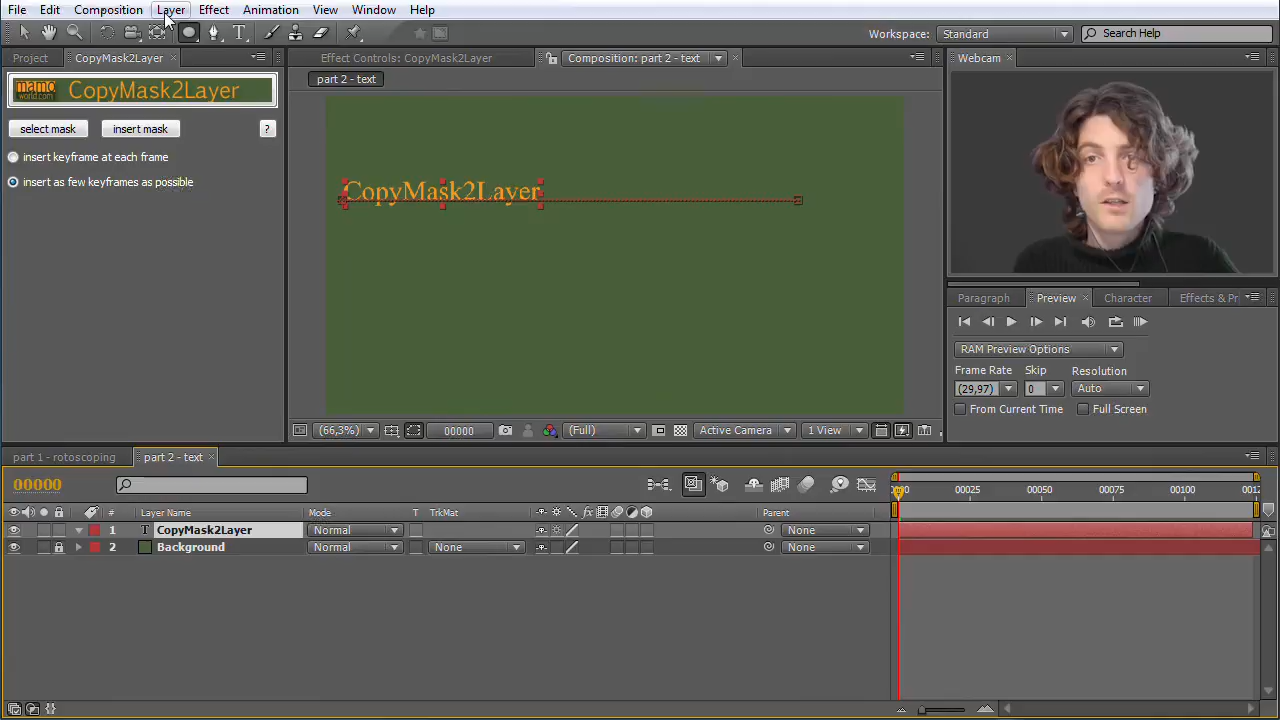 File Edit Composition Layer Effect Animation View Window Help
Workspace: Standard Search Help
Project CopyMask2Layer
Effect Controls: CopyMask2Layer Composition: part 2 - text
Webcam
part 2 - text
mamo world.com CopyMask2Layer
select mask insert mask ?
insert keyframe at each frame
insert as few keyframes as possible
CopyMask2Layer
Paragraph Preview Character Effects & Pr
RAM Preview Options
Frame Rate Skip Resolution
(29,97) 0 Auto
From Current Time Full Screen
(66,3%) 00000 (Full) Active Camera 1 View
part 1 - rotoscoping part 2 - text
00000
00025 00050 00075 00100
# Layer Name Mode T TrkMat Parent
1 T CopyMask2Layer Normal None
2 Background Normal None None